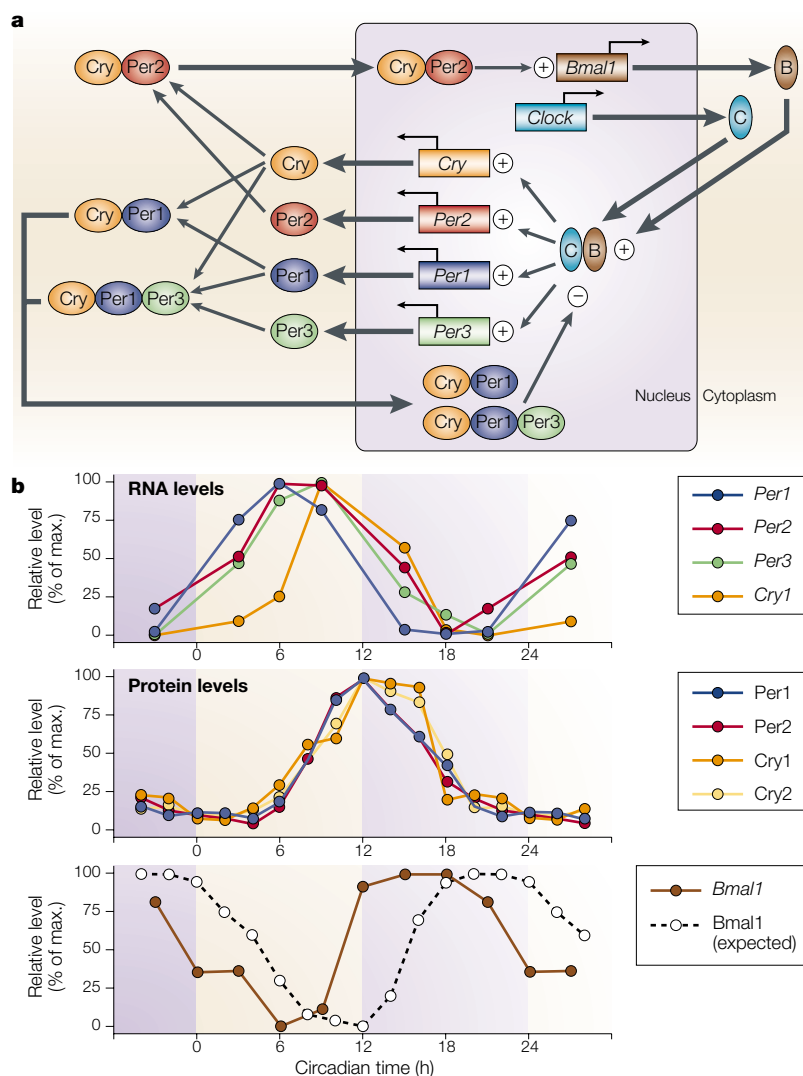 a
Cry Per2
Cry Per2
+
Bmal1
B
Clock
C
Cry
Cry
+
Cry Per1
Per2
Per2
+
C B
+
Per1
Per1
+
Cry Per1 Per3
−
Per3
Per3
+
Cry Per1
Nucleus
Cytoplasm
Cry Per1 Per3
b
RNA levels
Relative level
(% of max.)
100
75
50
25
0
0 6 12 18 24
Per1
Per2
Per3
Cry1
Protein levels
Relative level
(% of max.)
100
75
50
25
0
0 6 12 18 24
Per1
Per2
Cry1
Cry2
Relative level
(% of max.)
100
75
50
25
0
0 6 12 18 24
Circadian time (h)
Bmal1
Bmal1
(expected)